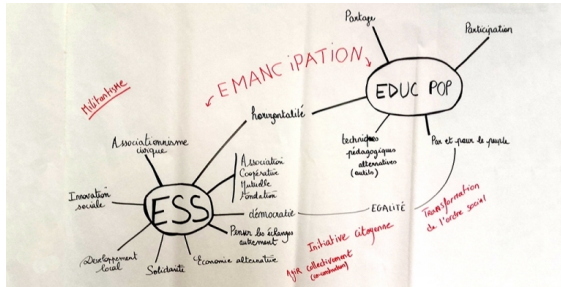 Partage
Participation
EMANCIPATION
EDUC POP
Militantisme
horizontalité
Associationnisme
civique
techniques
pédagogiques
alternatives
(outils)
Par et pour le peuple
Association
Coopérative
Mutuelle
Fondation
Innovation
sociale
ESS
démocratie
EGALITÉ
Transformation
de l'ordre social
Penser les échanges
autrement
Initiative citoyenne
Developpement
local
Solidarité
Economie alternative
Agir collectivement